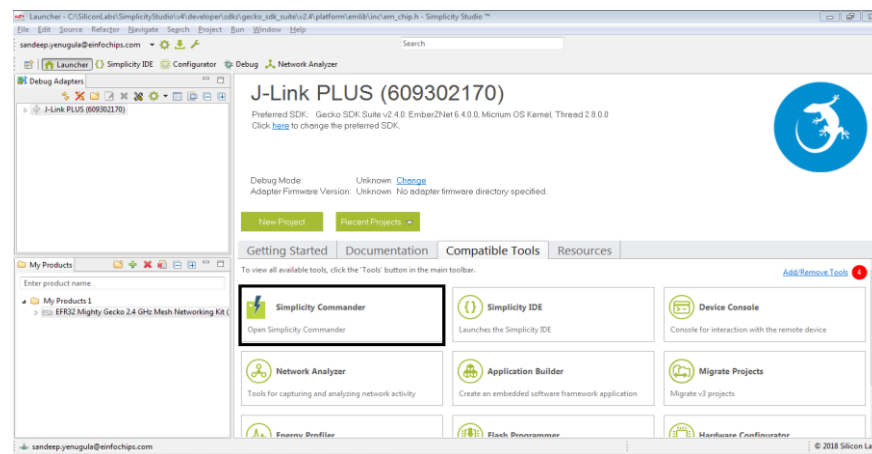 Launcher - C:\SiliconLabs\SimplicityStudio\v4\developer\sdks\gecko_sdk_suite\v2.4\platform\emlib\inc\em_chip.h - Simplicity Studio ™
File Edit Source Refactor Navigate Search Project Run Window Help
sandeep.yenugula@einfochips.com
Search
Launcher {} Simplicity IDE Configurator Debug Network Analyzer
Debug Adapters
J-Link PLUS (609302170)
J-Link PLUS (609302170)
Preferred SDK: Gecko SDK Suite v2.4.0: EmberZNet 6.4.0.0, Micrium OS Kernel, Thread 2.8.0.0
Click here to change the preferred SDK.
Debug Mode: Unknown Change
Adapter Firmware Version: Unknown No adapter firmware directory specified.
New Project Recent Projects
Getting Started Documentation Compatible Tools Resources
To view all available tools, click the 'Tools' button in the main toolbar.
Add/Remove Tools 4
My Products
Enter product name
My Products 1
EFR32 Mighty Gecko 2.4 GHz Mesh Networking Kit (
Simplicity Commander
Open Simplicity Commander
{} Simplicity IDE
Launches the Simplicity IDE
Device Console
Console for interaction with the remote device
Network Analyzer
Tools for capturing and analyzing network activity
Application Builder
Create an embedded software framework application
Migrate Projects
Migrate v3 projects
Energy Profiler
Flash Programmer
Hardware Configurator
sandeep.yenugula@einfochips.com
© 2018 Silicon La